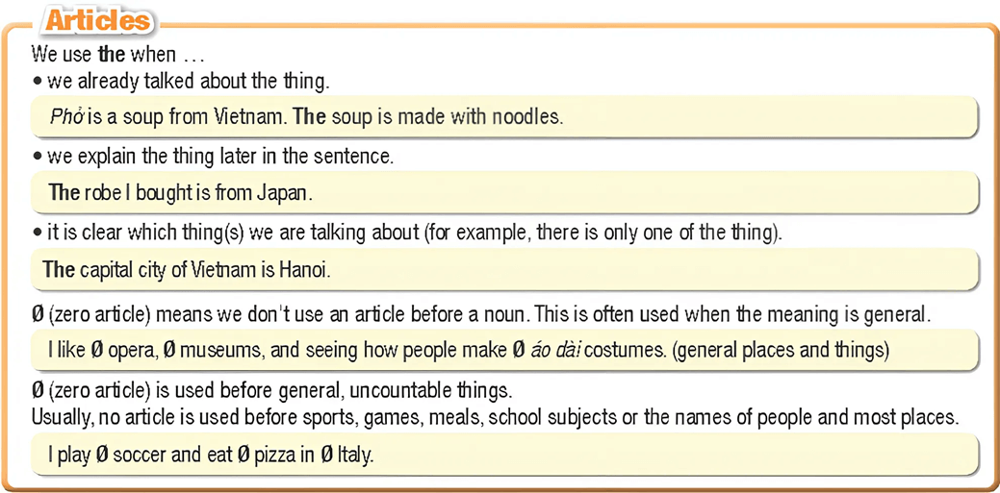 Articles
We use the when …
• we already talked about the thing.
Phở is a soup from Vietnam. The soup is made with noodles.
• we explain the thing later in the sentence.
The robe I bought is from Japan.
• it is clear which thing(s) we are talking about (for example, there is only one of the thing).
The capital city of Vietnam is Hanoi.
Ø (zero article) means we don't use an article before a noun. This is often used when the meaning is general.
I like Ø opera, Ø museums, and seeing how people make Ø áo dài costumes. (general places and things)
Ø (zero article) is used before general, uncountable things.
Usually, no article is used before sports, games, meals, school subjects or the names of people and most places.
I play Ø soccer and eat Ø pizza in Ø Italy.